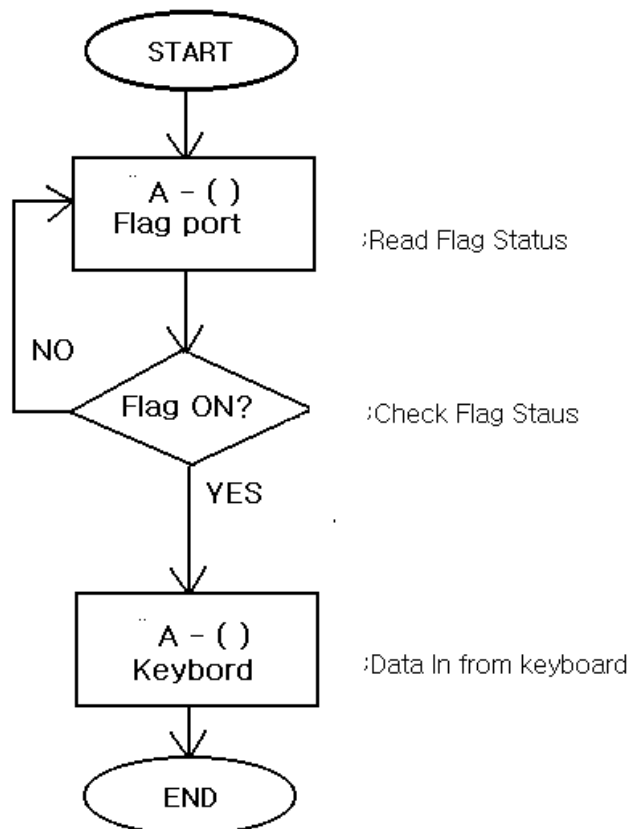 START
A - ( )
Flag port
;Read Flag Status
NO
Flag ON?
;Check Flag Staus
YES
A - ( )
Keybord
;Data In from keyboard
END